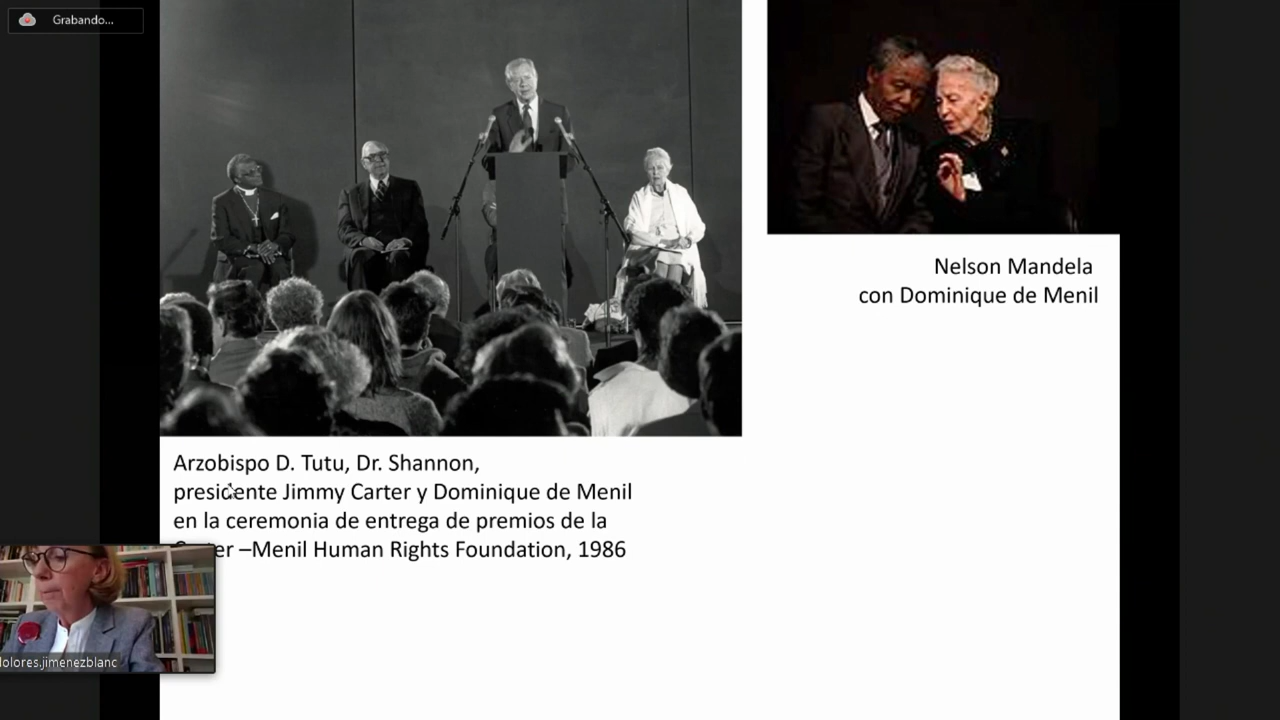 Grabando...
Nelson Mandela
con Dominique de Menil
Arzobispo D. Tutu, Dr. Shannon,
presidente Jimmy Carter y Dominique de Menil
en la ceremonia de entrega de premios de la
er –Menil Human Rights Foundation, 1986
dolores.jimenezblanc